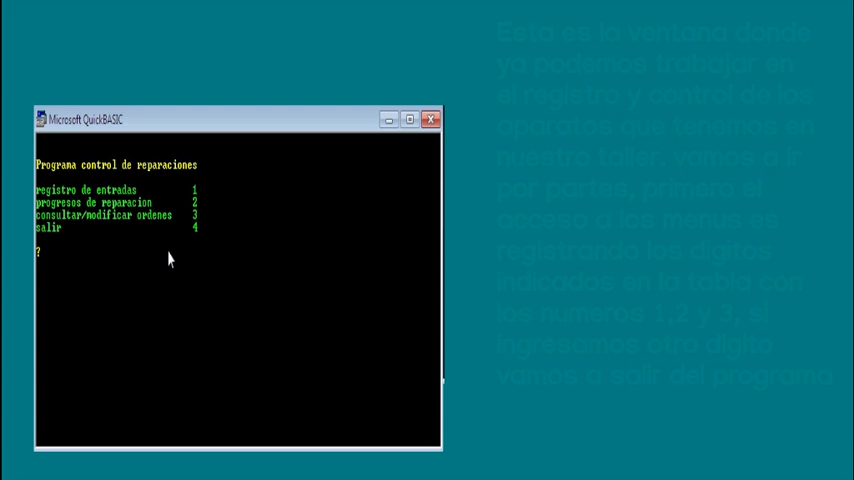 Microsoft QuickBASIC
Programa control de reparaciones
registro de entradas 1
progresos de reparacion 2
consultar/modificar ordenes 3
salir 4
?
Esta es la ventana donde
ya podemos trabajar en
el registro y control de los
aparatos que tenemos en
nuestro taller. vamos a ir
por partes, primero el
acceso a los menus es
registrando los digitos
indicados en la tabla con
los numeros 1,2 y 3, si
ingresamos otro digito
vamos a salir del programa